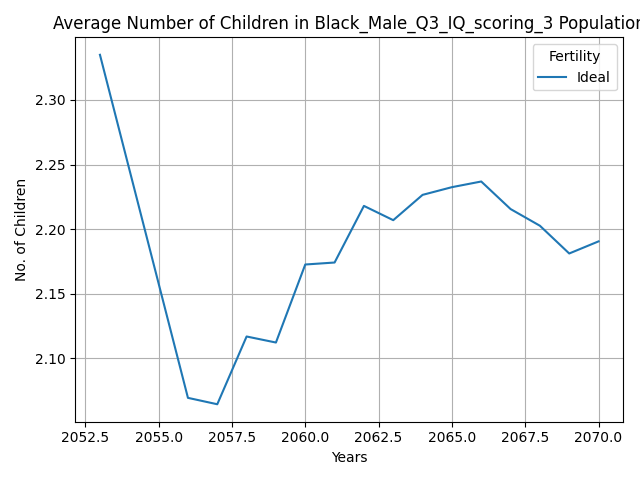 Average Number of Children in Black_Male_Q3_IQ_scoring_3 Population
Fertility
Ideal
2.30
2.25
2.20
2.15
2.10
No. of Children
2052.5 2055.0 2057.5 2060.0 2062.5 2065.0 2067.5 2070.0
Years